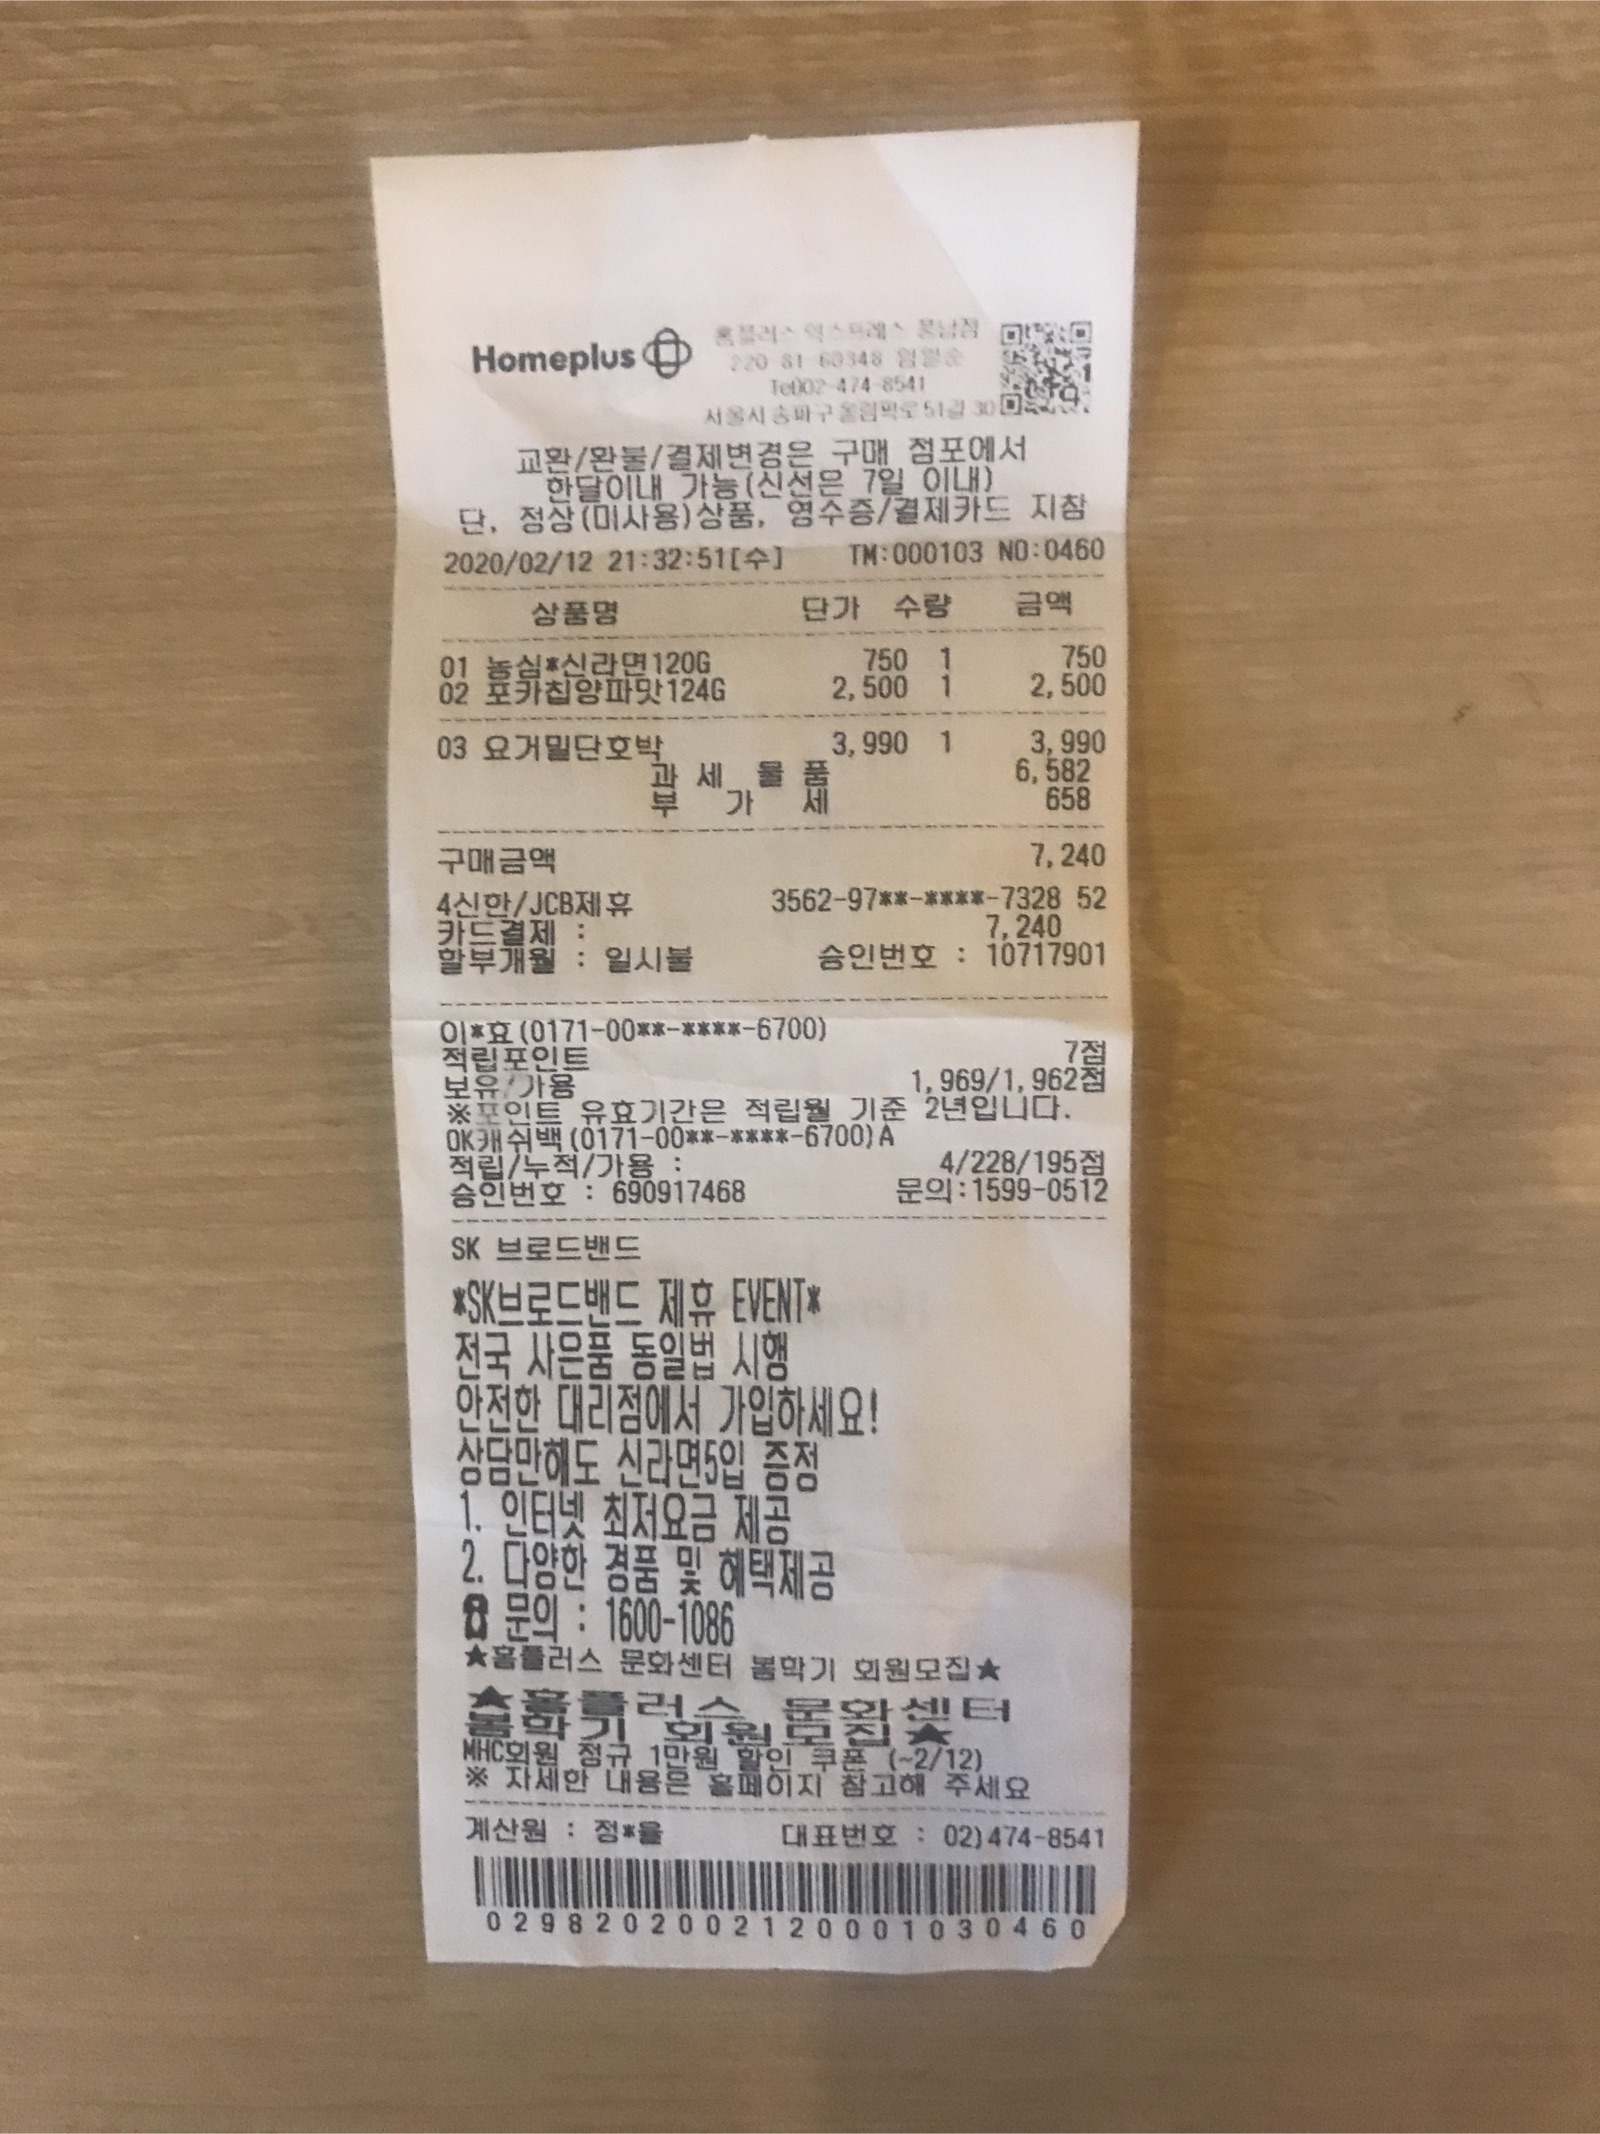 Homeplus
홈플러스 익스프레스 풍납점
220-81-60348 임일순
Tel)02-474-8541
서울시 송파구 올림픽로51길 30
교환/환불/결제변경은 구매 점포에서
한달이내 가능(신선은 7일 이내)
단, 정상(미사용)상품, 영수증/결제카드 지참
2020/02/12 21:32:51[수] TM:000103 NO:0460
상품명 단가 수량 금액
01 농심*신라면120G 750 1 750
02 포카칩양파맛124G 2,500 1 2,500
03 요거밀단호박 3,990 1 3,990
과 세 물 품 6,582
부 가 세 658
구매금액 7,240
4신한/JCB제휴 3562-97**-****-7328 52
카드결제 : 7,240
할부개월 : 일시불 승인번호 : 10717901
이*효(0171-00**-****-6700)
적립포인트 7점
보유/가용 1,969/1,962점
※포인트 유효기간은 적립월 기준 2년입니다.
OK캐쉬백(0171-00**-****-6700)A
적립/누적/가용 : 4/228/195점
승인번호 : 690917468 문의:1599-0512
SK 브로드밴드
*SK브로드밴드 제휴 EVENT*
전국 사은품 동일법 시행
안전한 대리점에서 가입하세요!
상담만해도 신라면5입 증정
1. 인터넷 최저요금 제공
2. 다양한 경품 및 혜택제공
☎ 문의 : 1600-1086
★홈플러스 문화센터 봄학기 회원모집★
★홈플러스 문화센터
봄학기 회원모집★
MHC회원 정규 1만원 할인 쿠폰 (~2/12)
※ 자세한 내용은 홈페이지 참고해 주세요
계산원 : 정*율 대표번호 : 02)474-8541
0298202002120001030460